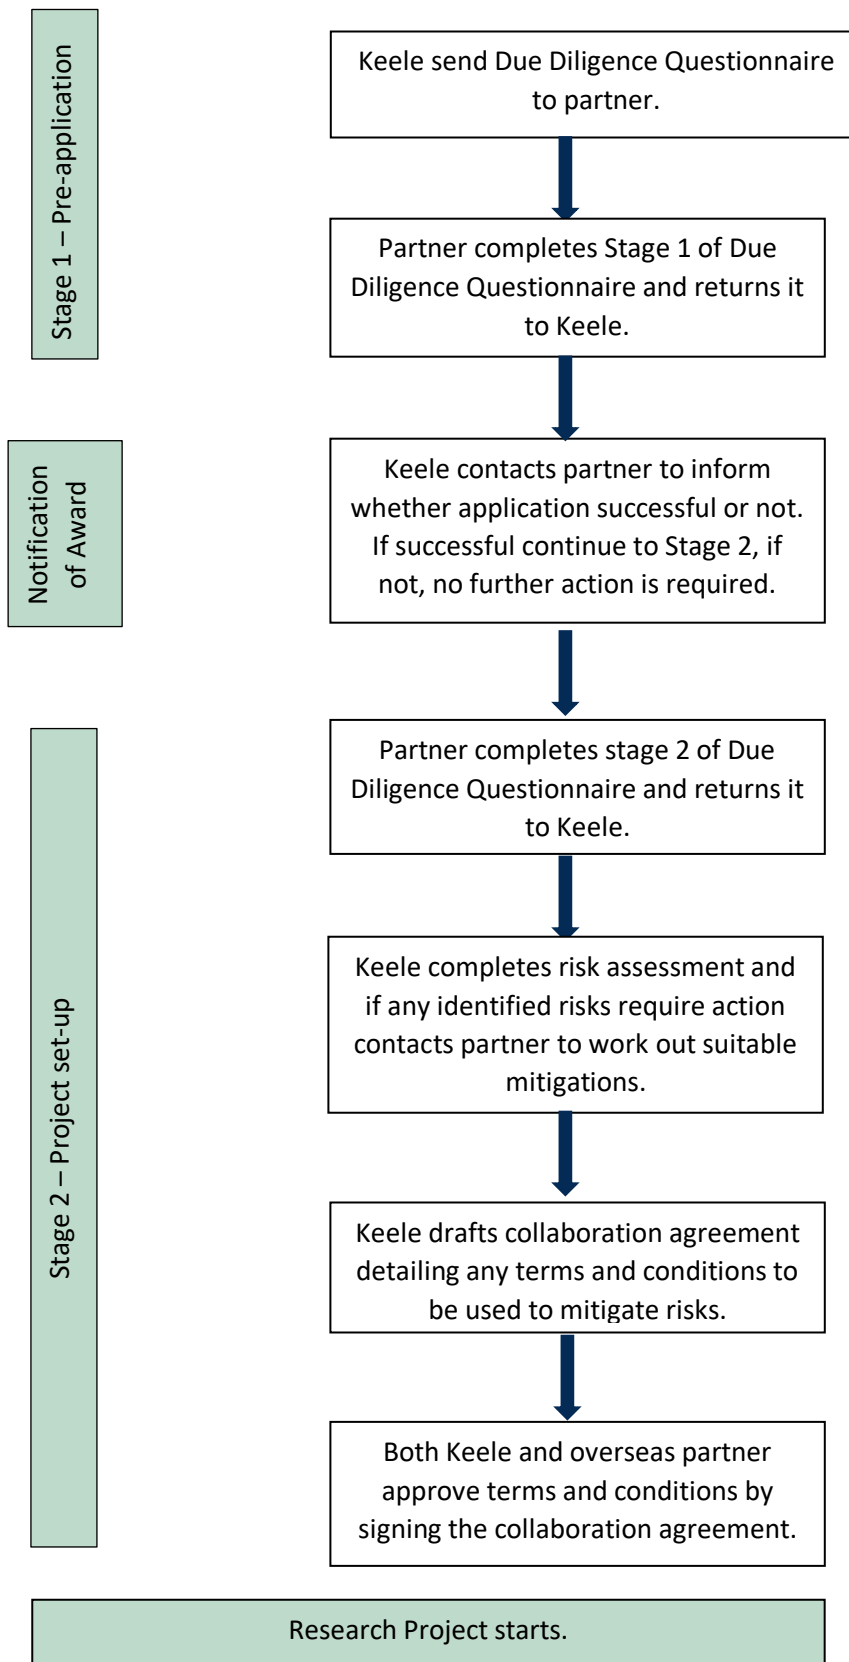 Stage 1 – Pre-application
Keele send Due Diligence Questionnaire
to partner.
Partner completes Stage 1 of Due
Diligence Questionnaire and returns it
to Keele.
Notification
of Award
Keele contacts partner to inform
whether application successful or not.
If successful continue to Stage 2, if
not, no further action is required.
Stage 2 – Project set-up
Partner completes stage 2 of Due
Diligence Questionnaire and returns it
to Keele.
Keele completes risk assessment and
if any identified risks require action
contacts partner to work out suitable
mitigations.
Keele drafts collaboration agreement
detailing any terms and conditions to
be used to mitigate risks.
Both Keele and overseas partner
approve terms and conditions by
signing the collaboration agreement.
Research Project starts.